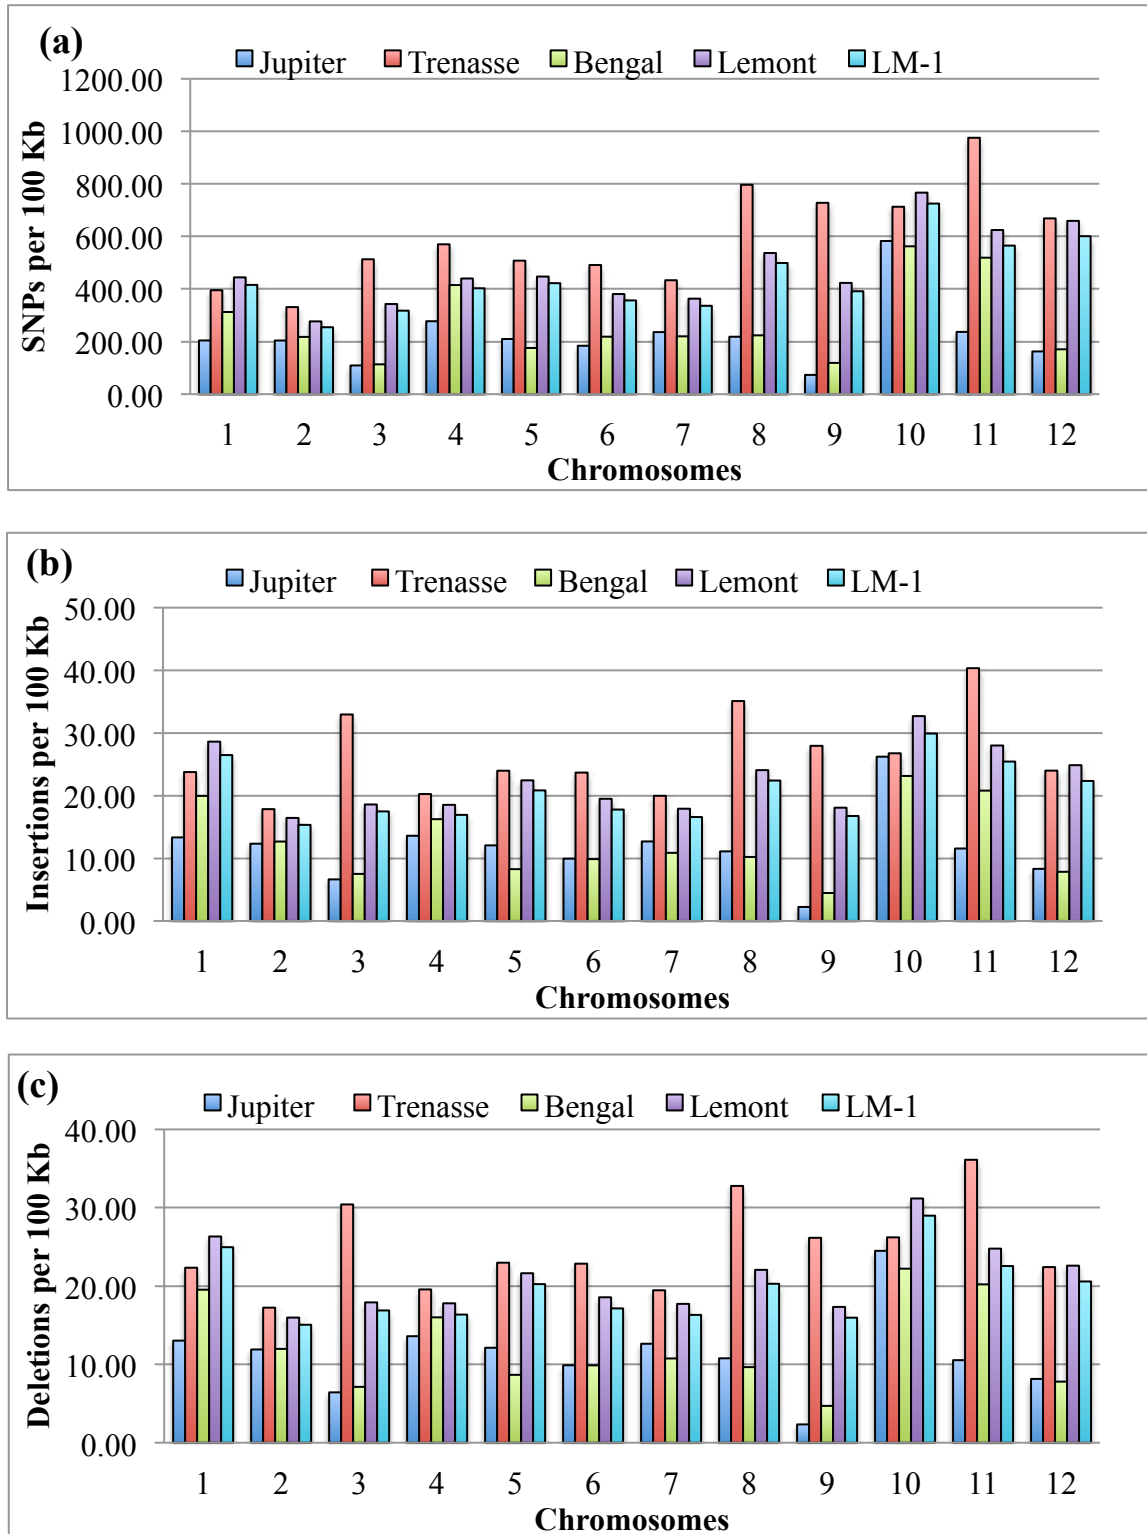 (a)
Jupiter Trenasse Bengal Lemont LM-1
SNPs per 100 Kb
1200.00
1000.00
800.00
600.00
400.00
200.00
0.00
1 2 3 4 5 6 7 8 9 10 11 12
Chromosomes
(b)
Jupiter Trenasse Bengal Lemont LM-1
Insertions per 100 Kb
50.00
40.00
30.00
20.00
10.00
0.00
1 2 3 4 5 6 7 8 9 10 11 12
Chromosomes
(c)
Jupiter Trenasse Bengal Lemont LM-1
Deletions per 100 Kb
40.00
30.00
20.00
10.00
0.00
1 2 3 4 5 6 7 8 9 10 11 12
Chromosomes